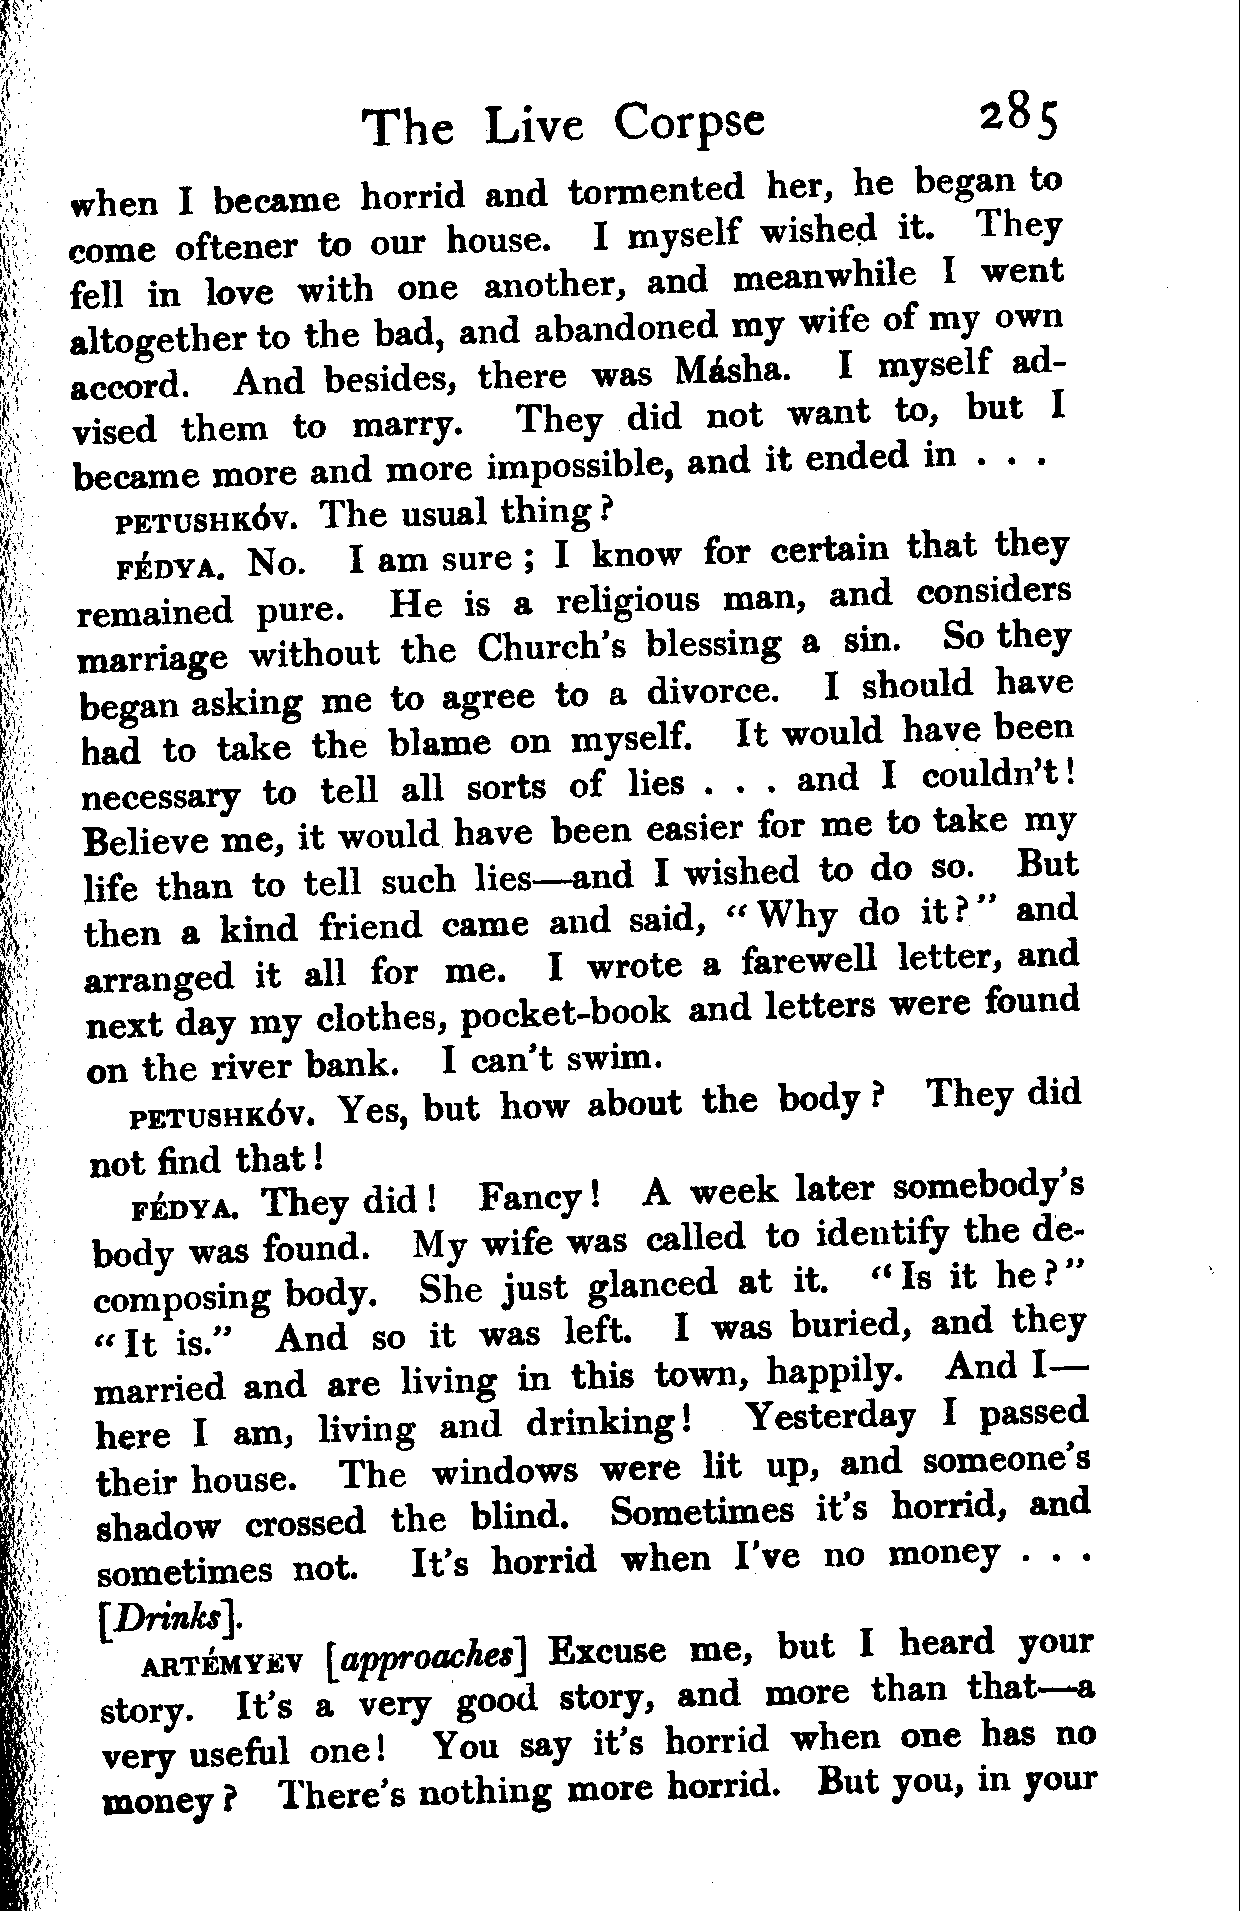 The Live Corpse 285
when I became horrid and tormented her, he began to
come oftener to our house. I myself wished it. They
fell in love with one another, and meanwhile I went
altogether to the bad, and abandoned my wife of my own
accord. And besides, there was Másha. I myself ad-
vised them to marry. They did not want to, but I
became more and more impossible, and it ended in . . .
PETUSHKÓV. The usual thing?
FÉDYA. No. I am sure; I know for certain that they
remained pure. He is a religious man, and considers
marriage without the Church's blessing a sin. So they
began asking me to agree to a divorce. I should have
had to take the blame on myself. It would have been
necessary to tell all sorts of lies . . . and I couldn't!
Believe me, it would have been easier for me to take my
life than to tell such lies—and I wished to do so. But
then a kind friend came and said, "Why do it?" and
arranged it all for me. I wrote a farewell letter, and
next day my clothes, pocket-book and letters were found
on the river bank. I can't swim.
PETUSHKÓV. Yes, but how about the body? They did
not find that!
FÉDYA. They did! Fancy! A week later somebody's
body was found. My wife was called to identify the de-
composing body. She just glanced at it. "Is it he?"
"It is." And so it was left. I was buried, and they
married and are living in this town, happily. And I—
here I am, living and drinking! Yesterday I passed
their house. The windows were lit up, and someone's
shadow crossed the blind. Sometimes it's horrid, and
sometimes not. It's horrid when I've no money . . .
[Drinks].
ARTÉMYEV [approaches] Excuse me, but I heard your
story. It's a very good story, and more than that—a
very useful one! You say it's horrid when one has no
money? There's nothing more horrid. But you, in your